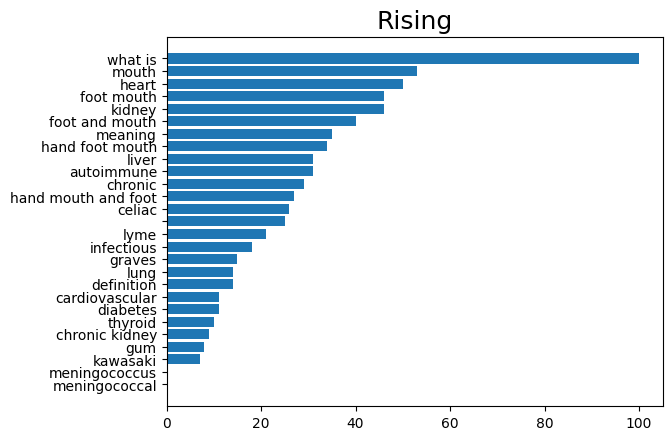 Rising
what is
mouth
heart
foot mouth
kidney
foot and mouth
meaning
hand foot mouth
liver
autoimmune
chronic
hand mouth and foot
celiac
lyme
infectious
graves
lung
definition
cardiovascular
diabetes
thyroid
chronic kidney
gum
kawasaki
meningococcus
meningococcal
0 20 40 60 80 100